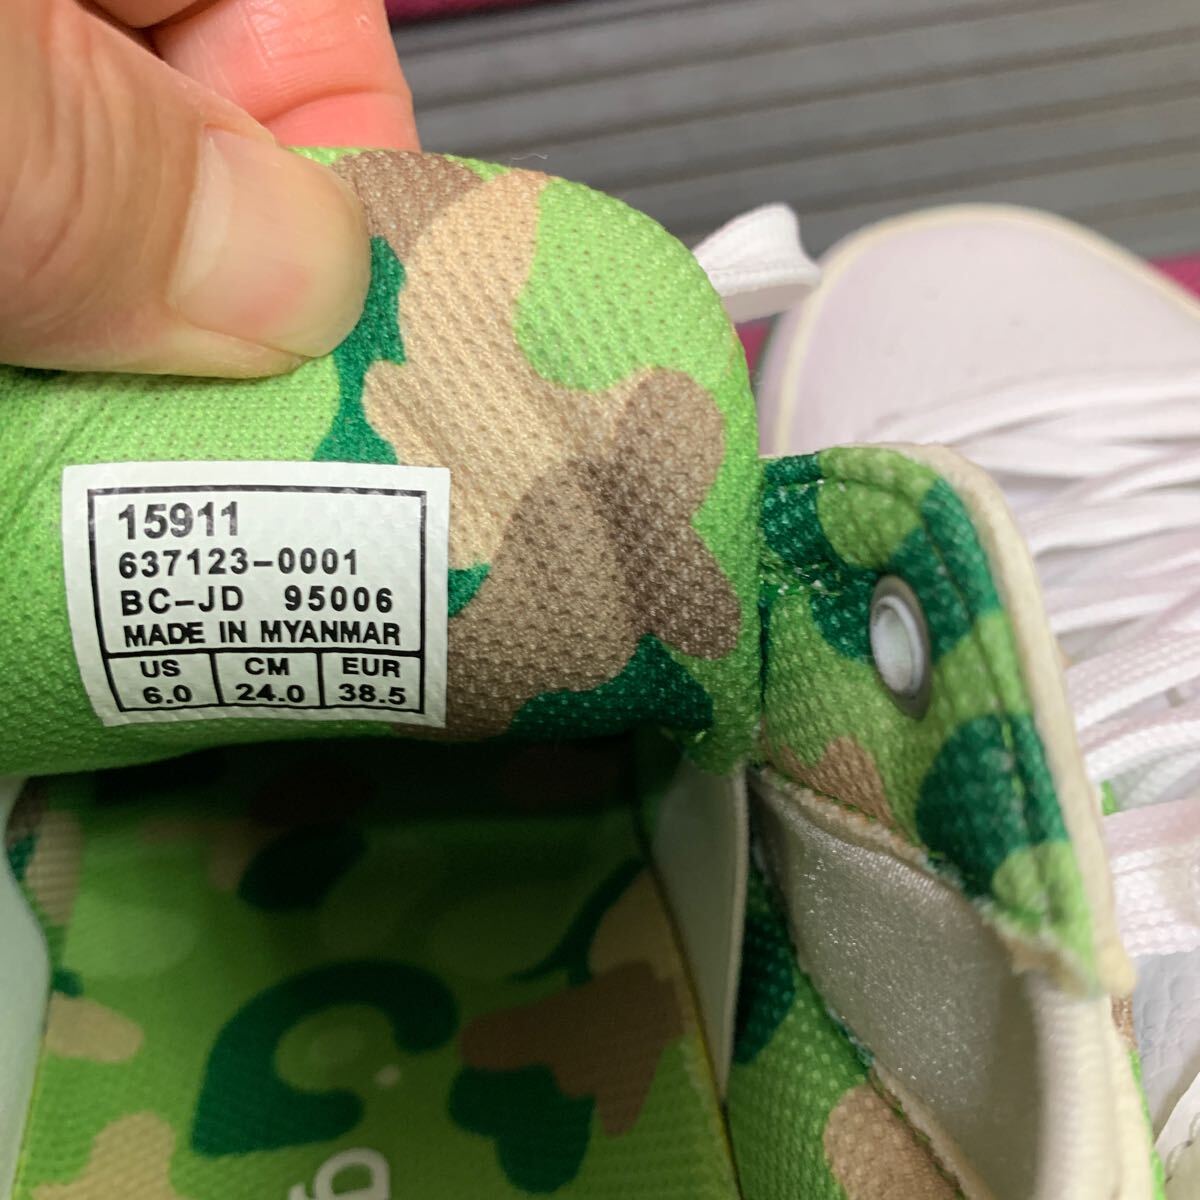 15911
637123-0001
BC-JD 95006
MADE IN MYANMAR
US CM EUR
6.0 24.0 38.5